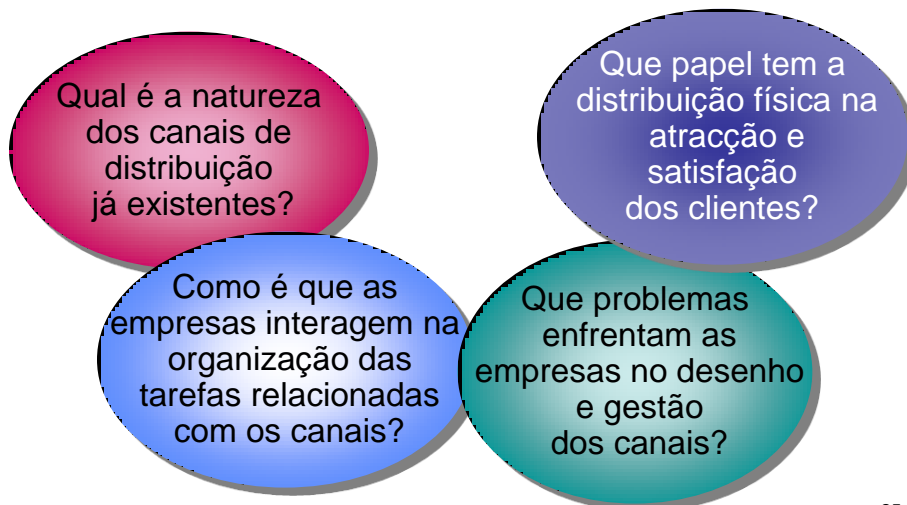 Qual é a natureza
dos canais de
distribuição
já existentes?
Que papel tem a
distribuição física na
atracção e
satisfação
dos clientes?
Como é que as
empresas interagem na
organização das
tarefas relacionadas
com os canais?
Que problemas
enfrentam as
empresas no desenho
e gestão
dos canais?